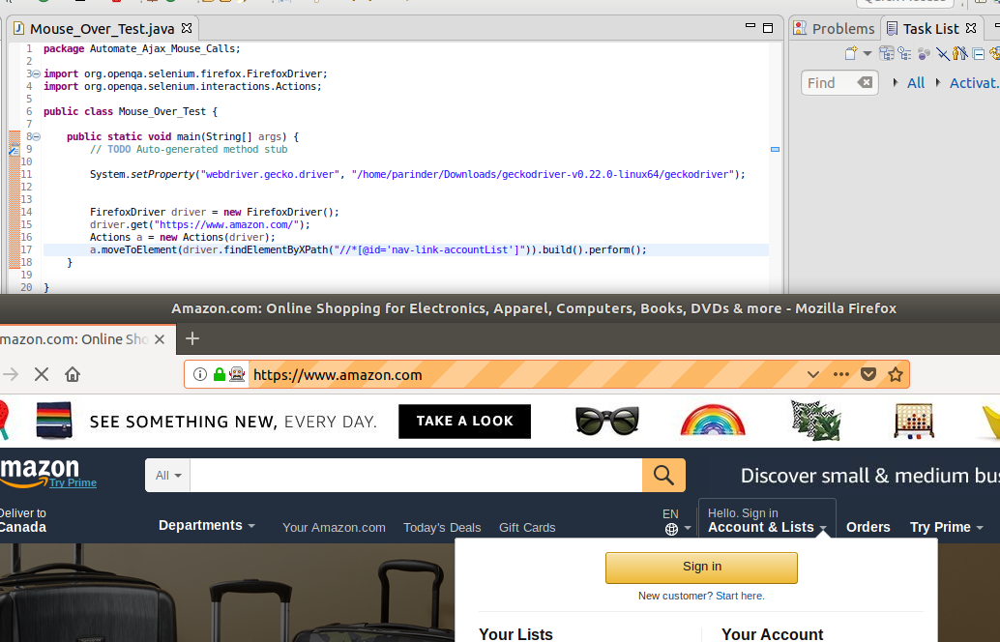 Mouse_Over_Test.java
Problems
Task List
1 package Automate_Ajax_Mouse_Calls;
2
3 import org.openqa.selenium.firefox.FirefoxDriver;
4 import org.openqa.selenium.interactions.Actions;
5
6 public class Mouse_Over_Test {
7
8 public static void main(String[] args) {
9 // TODO Auto-generated method stub
10
11 System.setProperty("webdriver.gecko.driver", "/home/parinder/Downloads/geckodriver-v0.22.0-linux64/geckodriver");
12
13
14 FirefoxDriver driver = new FirefoxDriver();
15 driver.get("https://www.amazon.com/");
16 Actions a = new Actions(driver);
17 a.moveToElement(driver.findElementByXPath("//*[@id='nav-link-accountList']")).build().perform();
18 }
19
20 }
Find
All
Activat.
Amazon.com: Online Shopping for Electronics, Apparel, Computers, Books, DVDs & more - Mozilla Firefox
mazon.com: Online Sho
https://www.amazon.com
SEE SOMETHING NEW, EVERY DAY.
TAKE A LOOK
mazon
Try Prime
All
Discover small & medium bus
Deliver to
Canada
Departments
Your Amazon.com
Today's Deals
Gift Cards
EN
Hello. Sign in
Account & Lists
Orders
Try Prime
Sign in
New customer? Start here.
Your Lists
Your Account